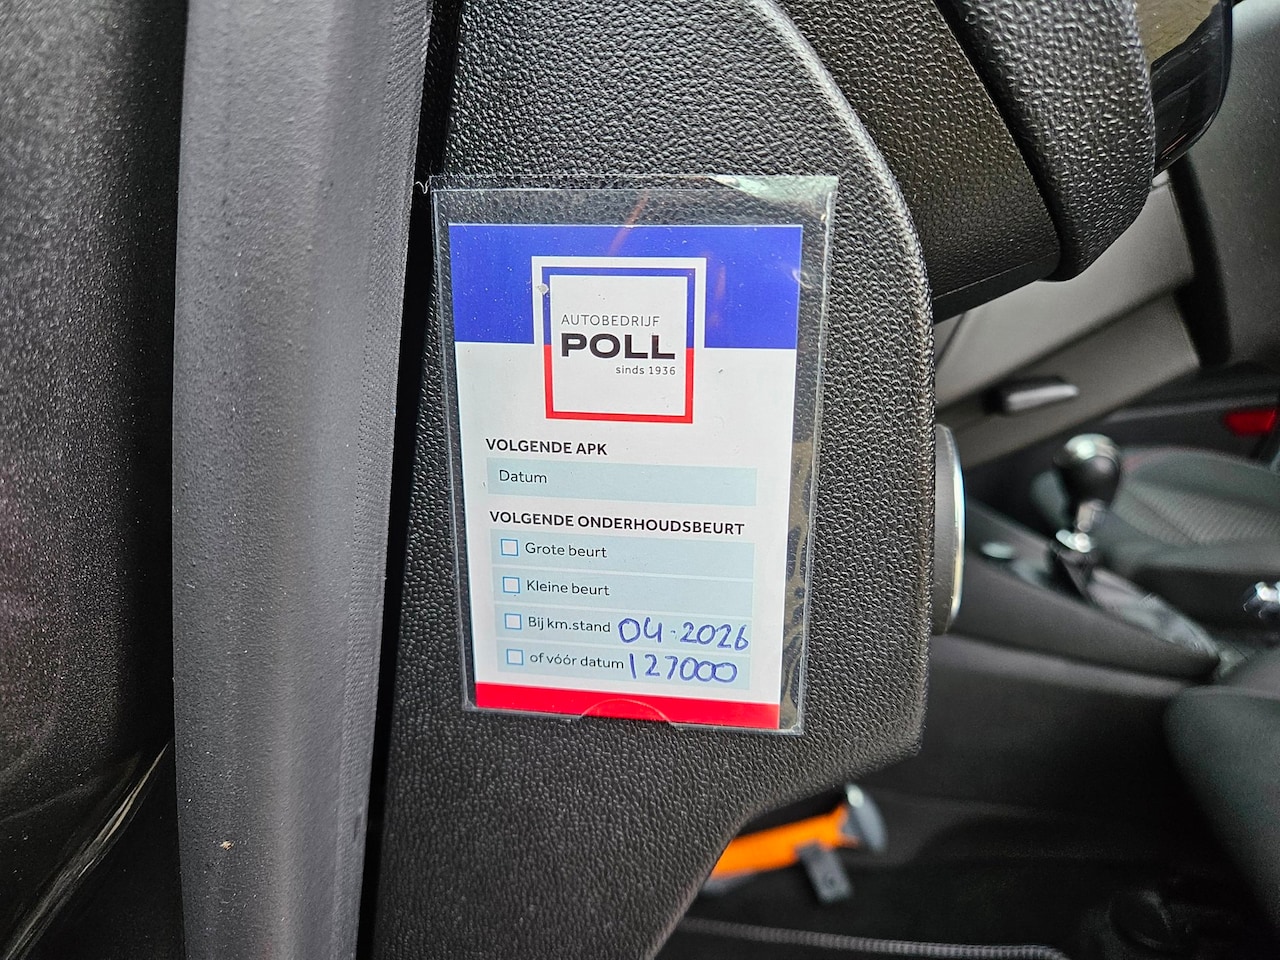 AUTOBEDRIJF
POLL
sinds 1936
VOLGENDE APK
Datum
VOLGENDE ONDERHOUDSBEURT
Grote beurt
Kleine beurt
Bij km.stand 04-2026
of vóór datum 127000